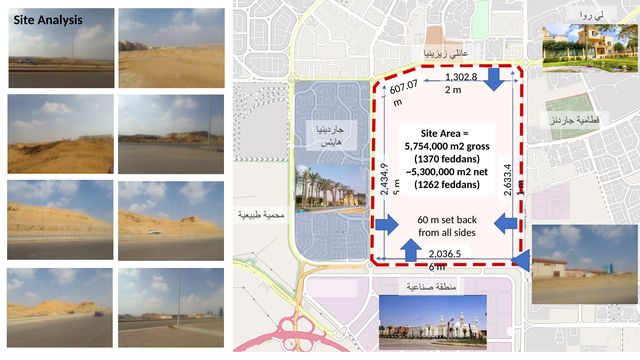 Site Analysis
لي روا
عائلي زيزينيا
607.07
m
1,302.8
2 m
قطامية جاردنز
جاردينيا
هايتس
Site Area =
5,754,000 m2 gross
(1370 feddans)
~5,300,000 m2 net
(1262 feddans)
2,434.9
5 m
2,633.4
1 m
محمية طبيعية
60 m set back
from all sides
2,036.5
6 m
منطقة صناعية